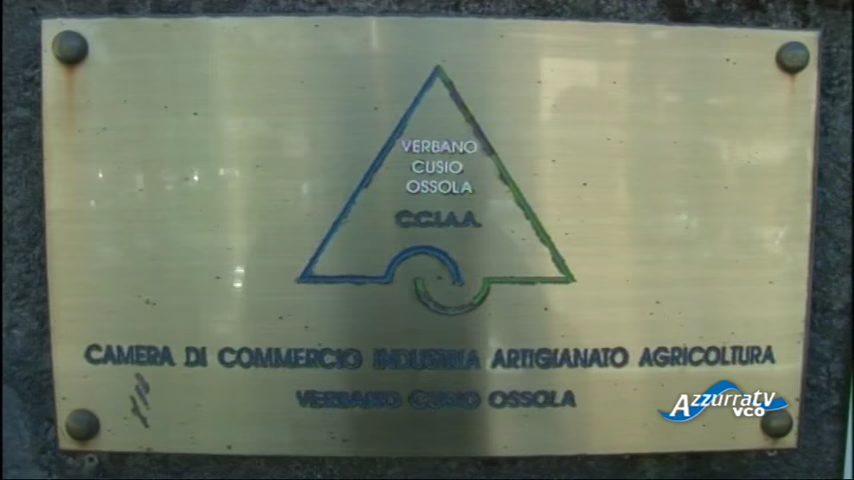 VERBANO
CUSIO
OSSOLA
C.C.I.A.A.
CAMERA DI COMMERCIO INDUSTRIA ARTIGIANATO AGRICOLTURA
VERBANO CUSIO OSSOLA
Azzurratv
VCO